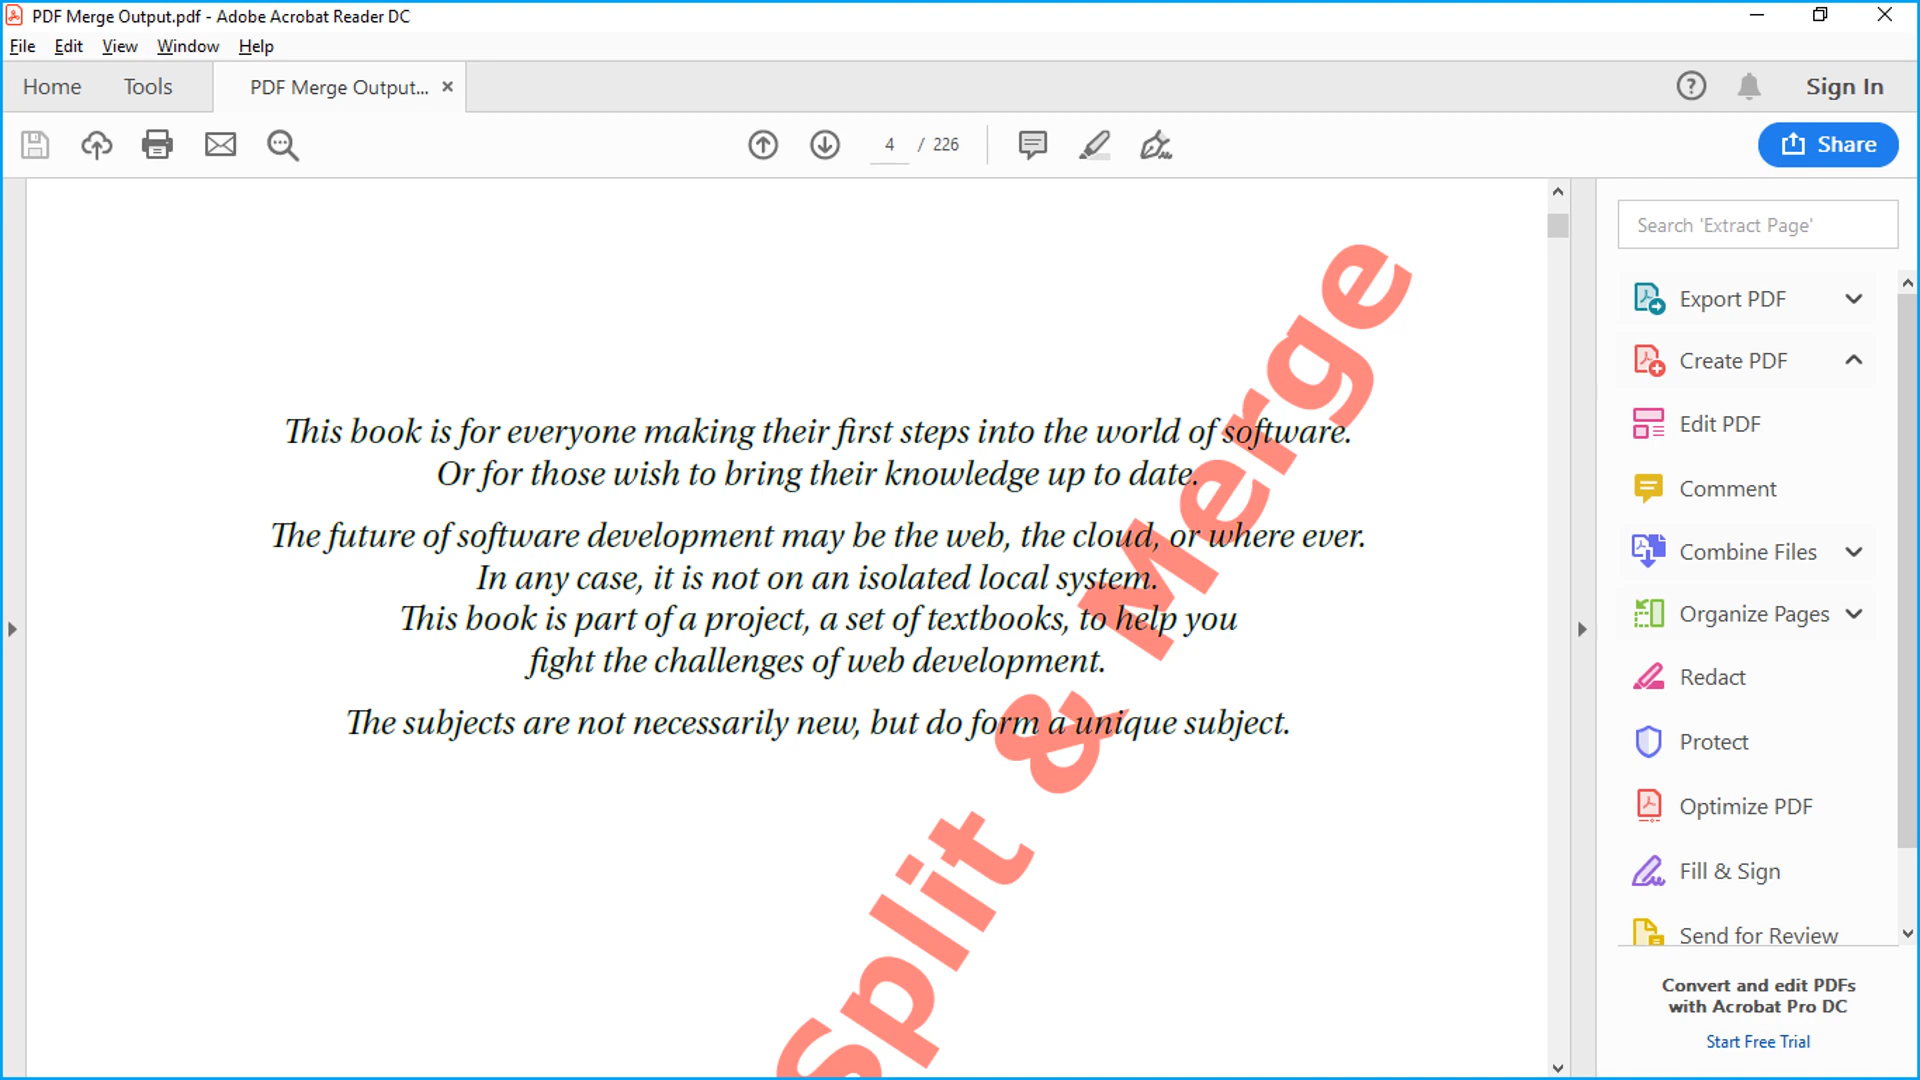 PDF Merge Output.pdf - Adobe Acrobat Reader DC
File Edit View Window Help
Home Tools PDF Merge Output... × Sign In
4 / 226 Share
Search 'Extract Page'
Export PDF
Create PDF
Edit PDF
Comment
Combine Files
Organize Pages
Redact
Protect
Optimize PDF
Fill & Sign
Send for Review
Convert and edit PDFs
with Acrobat Pro DC
Start Free Trial
This book is for everyone making their first steps into the world of software.
Or for those wish to bring their knowledge up to date.
The future of software development may be the web, the cloud, or where ever.
In any case, it is not on an isolated local system.
This book is part of a project, a set of textbooks, to help you
fight the challenges of web development.
The subjects are not necessarily new, but do form a unique subject.
Split & Merge